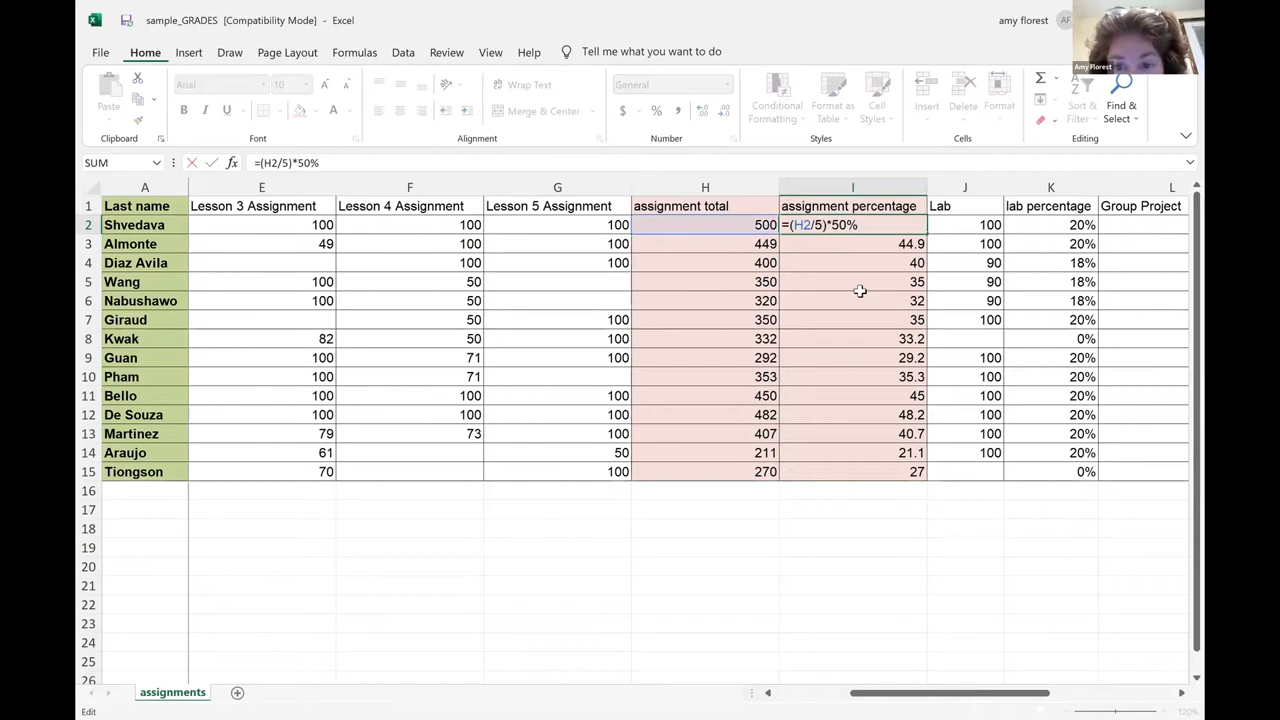 sample_GRADES [Compatibility Mode] - Excel
amy florest AF
Amy Florest
File Home Insert Draw Page Layout Formulas Data Review View Help Tell me what you want to do
Paste Arial 10 Wrap Text General Conditional Formatting Format as Table Cell Styles Insert Delete Format Sort & Filter Find & Select
B I U A Merge & Center $ %
Clipboard Font Alignment Number Styles Cells Editing
SUM fx =(H2/5)*50%
A E F G H I J K L
1 Last name Lesson 3 Assignment Lesson 4 Assignment Lesson 5 Assignment assignment total assignment percentage Lab lab percentage Group Project
2 Shvedava 100 100 100 500 =(H2/5)*50% 100 20%
3 Almonte 49 100 100 449 44.9 100 20%
4 Diaz Avila 100 100 400 40 90 18%
5 Wang 100 50 350 35 90 18%
6 Nabushawo 100 50 320 32 90 18%
7 Giraud 50 100 350 35 100 20%
8 Kwak 82 50 100 332 33.2 0%
9 Guan 100 71 100 292 29.2 100 20%
10 Pham 100 71 353 35.3 100 20%
11 Bello 100 100 100 450 45 100 20%
12 De Souza 100 100 100 482 48.2 100 20%
13 Martinez 79 73 100 407 40.7 100 20%
14 Araujo 61 50 211 21.1 100 20%
15 Tiongson 70 100 270 27 0%
16
17
18
19
20
21
22
23
24
25
26
assignments
Edit 120%